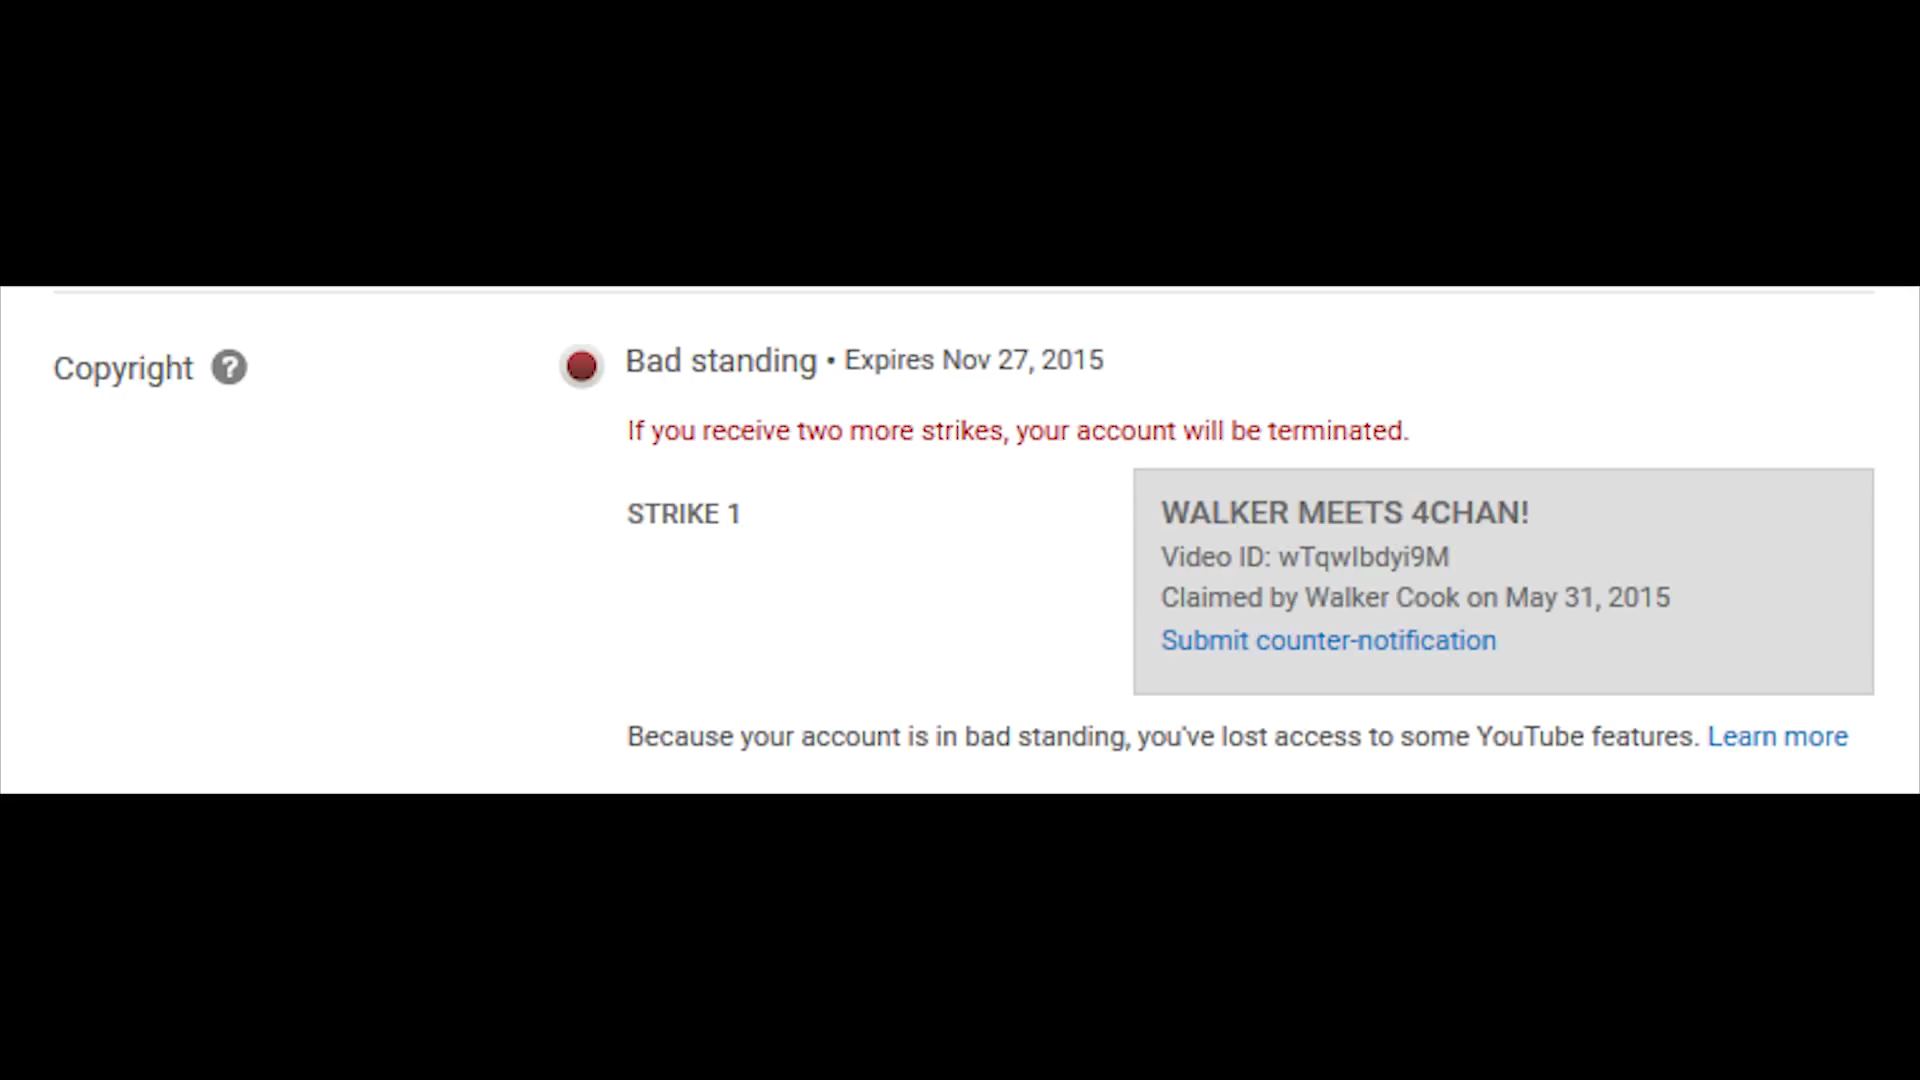 Copyright ?
Bad standing • Expires Nov 27, 2015
If you receive two more strikes, your account will be terminated.
STRIKE 1
WALKER MEETS 4CHAN!
Video ID: wTqwIbdyi9M
Claimed by Walker Cook on May 31, 2015
Submit counter-notification
Because your account is in bad standing, you've lost access to some YouTube features. Learn more